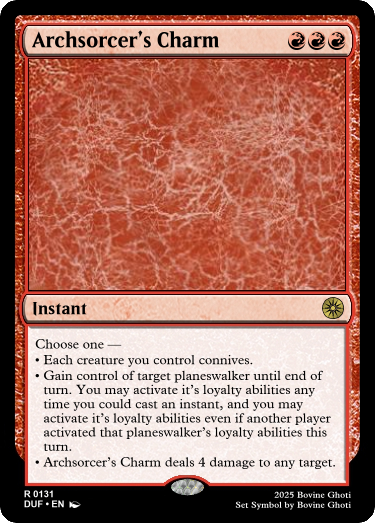 Archsorcer's Charm
Instant
Choose one —
• Each creature you control connives.
• Gain control of target planeswalker until end of
turn. You may activate it's loyalty abilities any
time you could cast an instant, and you may
activate it's loyalty abilities even if another player
activated that planeswalker's loyalty abilities this
turn.
• Archsorcer's Charm deals 4 damage to any target.
R 0131
DUF • EN
2025 Bovine Ghoti
Set Symbol by Bovine Ghoti